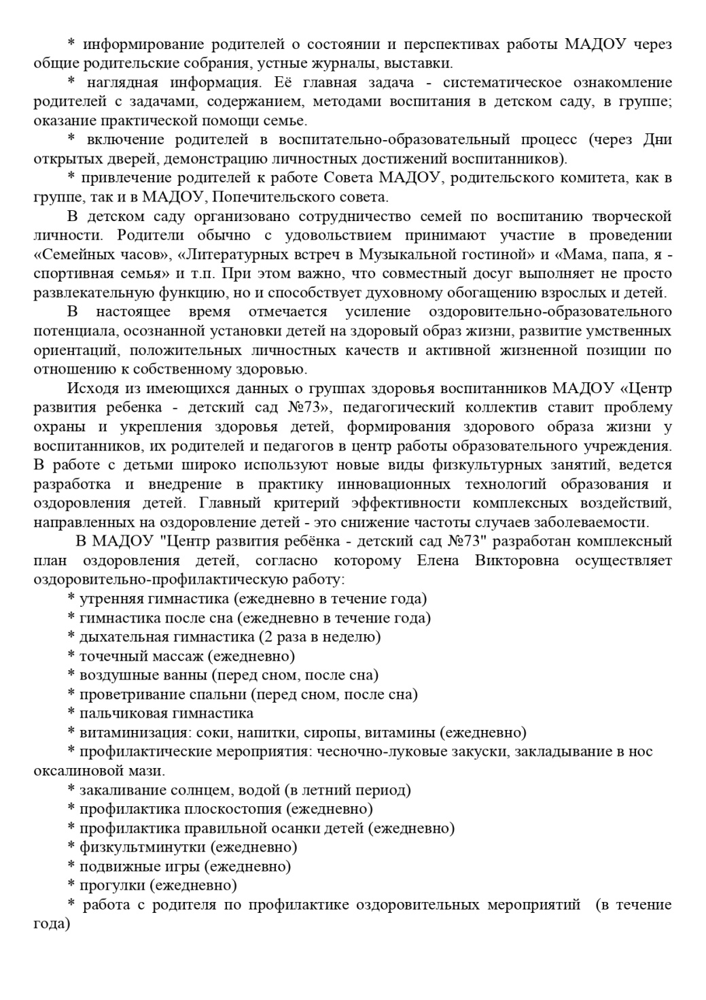 * информирование родителей о состоянии и перспективах работы МАДОУ через
общие родительские собрания, устные журналы, выставки.
* наглядная информация. Её главная задача - систематическое ознакомление
родителей с задачами, содержанием, методами воспитания в детском саду, в группе;
оказание практической помощи семье.
* включение родителей в воспитательно-образовательный процесс (через Дни
открытых дверей, демонстрацию личностных достижений воспитанников).
* привлечение родителей к работе Совета МАДОУ, родительского комитета, как в
группе, так и в МАДОУ, Попечительского совета.
В детском саду организовано сотрудничество семей по воспитанию творческой
личности. Родители обычно с удовольствием принимают участие в проведении
«Семейных часов», «Литературных встреч в Музыкальной гостиной» и «Мама, папа, я -
спортивная семья» и т.п. При этом важно, что совместный досуг выполняет не просто
развлекательную функцию, но и способствует духовному обогащению взрослых и детей.
В настоящее время отмечается усиление оздоровительно-образовательного
потенциала, осознанной установки детей на здоровый образ жизни, развитие умственных
ориентаций, положительных личностных качеств и активной жизненной позиции по
отношению к собственному здоровью.
Исходя из имеющихся данных о группах здоровья воспитанников МАДОУ «Центр
развития ребенка - детский сад №73», педагогический коллектив ставит проблему
охраны и укрепления здоровья детей, формирования здорового образа жизни у
воспитанников, их родителей и педагогов в центр работы образовательного учреждения.
В работе с детьми широко используют новые виды физкультурных занятий, ведется
разработка и внедрение в практику инновационных технологий образования и
оздоровления детей. Главный критерий эффективности комплексных воздействий,
направленных на оздоровление детей - это снижение частоты случаев заболеваемости.
В МАДОУ "Центр развития ребёнка - детский сад №73" разработан комплексный
план оздоровления детей, согласно которому Елена Викторовна осуществляет
оздоровительно-профилактическую работу:
* утренняя гимнастика (ежедневно в течение года)
* гимнастика после сна (ежедневно в течение года)
* дыхательная гимнастика (2 раза в неделю)
* точечный массаж (ежедневно)
* воздушные ванны (перед сном, после сна)
* проветривание спальни (перед сном, после сна)
* пальчиковая гимнастика
* витаминизация: соки, напитки, сиропы, витамины (ежедневно)
* профилактические мероприятия: чесночно-луковые закуски, закладывание в нос
оксалиновой мази.
* закаливание солнцем, водой (в летний период)
* профилактика плоскостопия (ежедневно)
* профилактика правильной осанки детей (ежедневно)
* физкультминутки (ежедневно)
* подвижные игры (ежедневно)
* прогулки (ежедневно)
* работа с родителя по профилактике оздоровительных мероприятий (в течение
года)